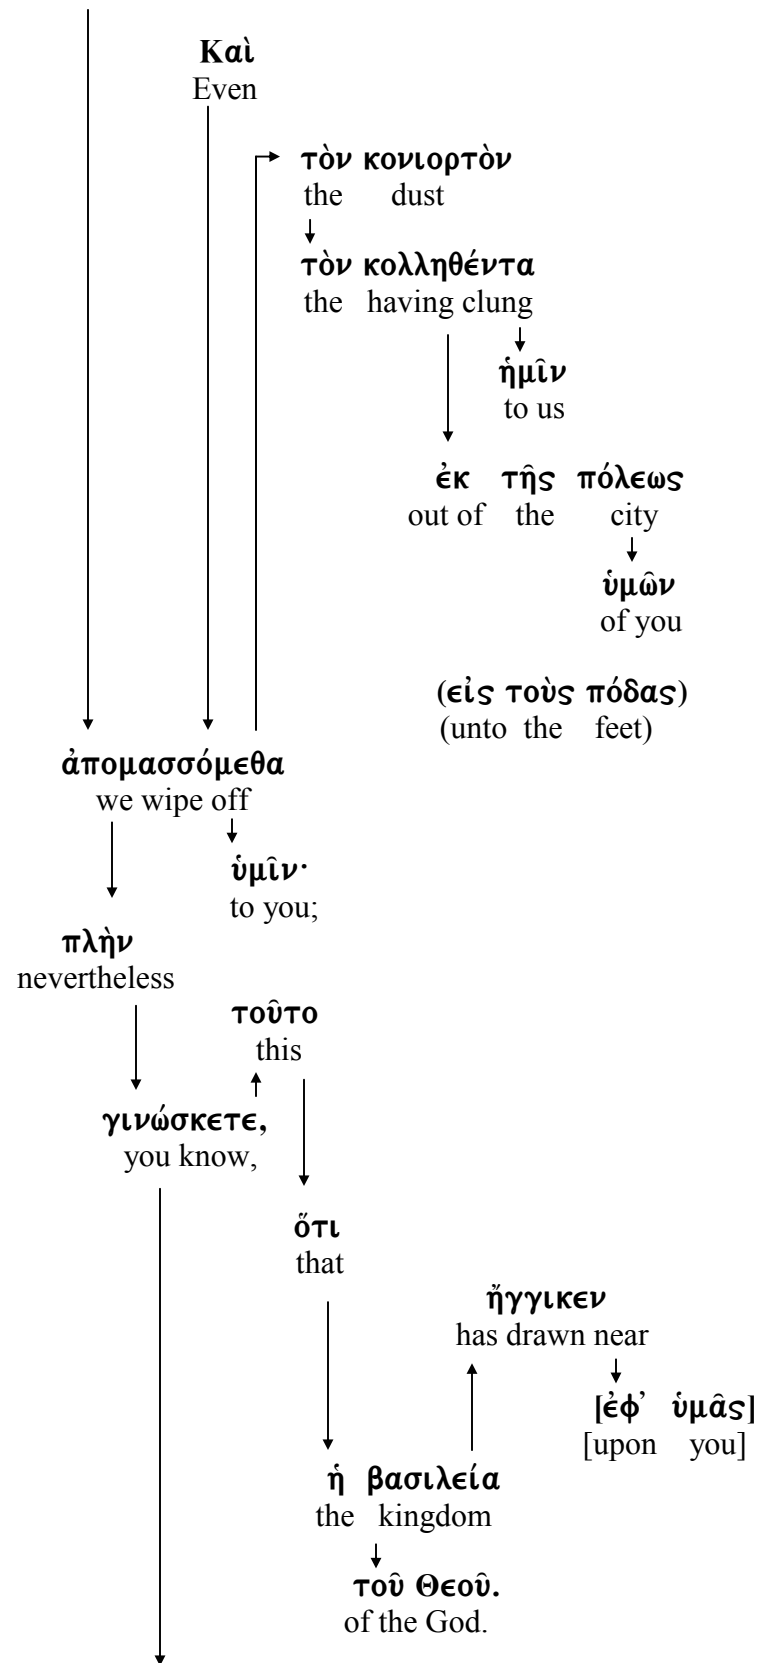 Καὶ
Even
τὸν κονιορτὸν
the dust
τὸν κολληθέντα
the having clung
ἡμῖν
to us
ἐκ τῆς πόλεως
out of the city
ὑμῶν
of you
(εἰς τοὺς πόδας)
(unto the feet)
ἀπομασσόμεθα
we wipe off
ὑμῖν·
to you;
πλὴν
nevertheless
τοῦτο
this
γινώσκετε,
you know,
ὅτι
that
ἤγγικεν
has drawn near
[ἐφ’ ὑμᾶς]
[upon you]
ἡ βασιλεία
the kingdom
τοῦ Θεοῦ.
of the God.